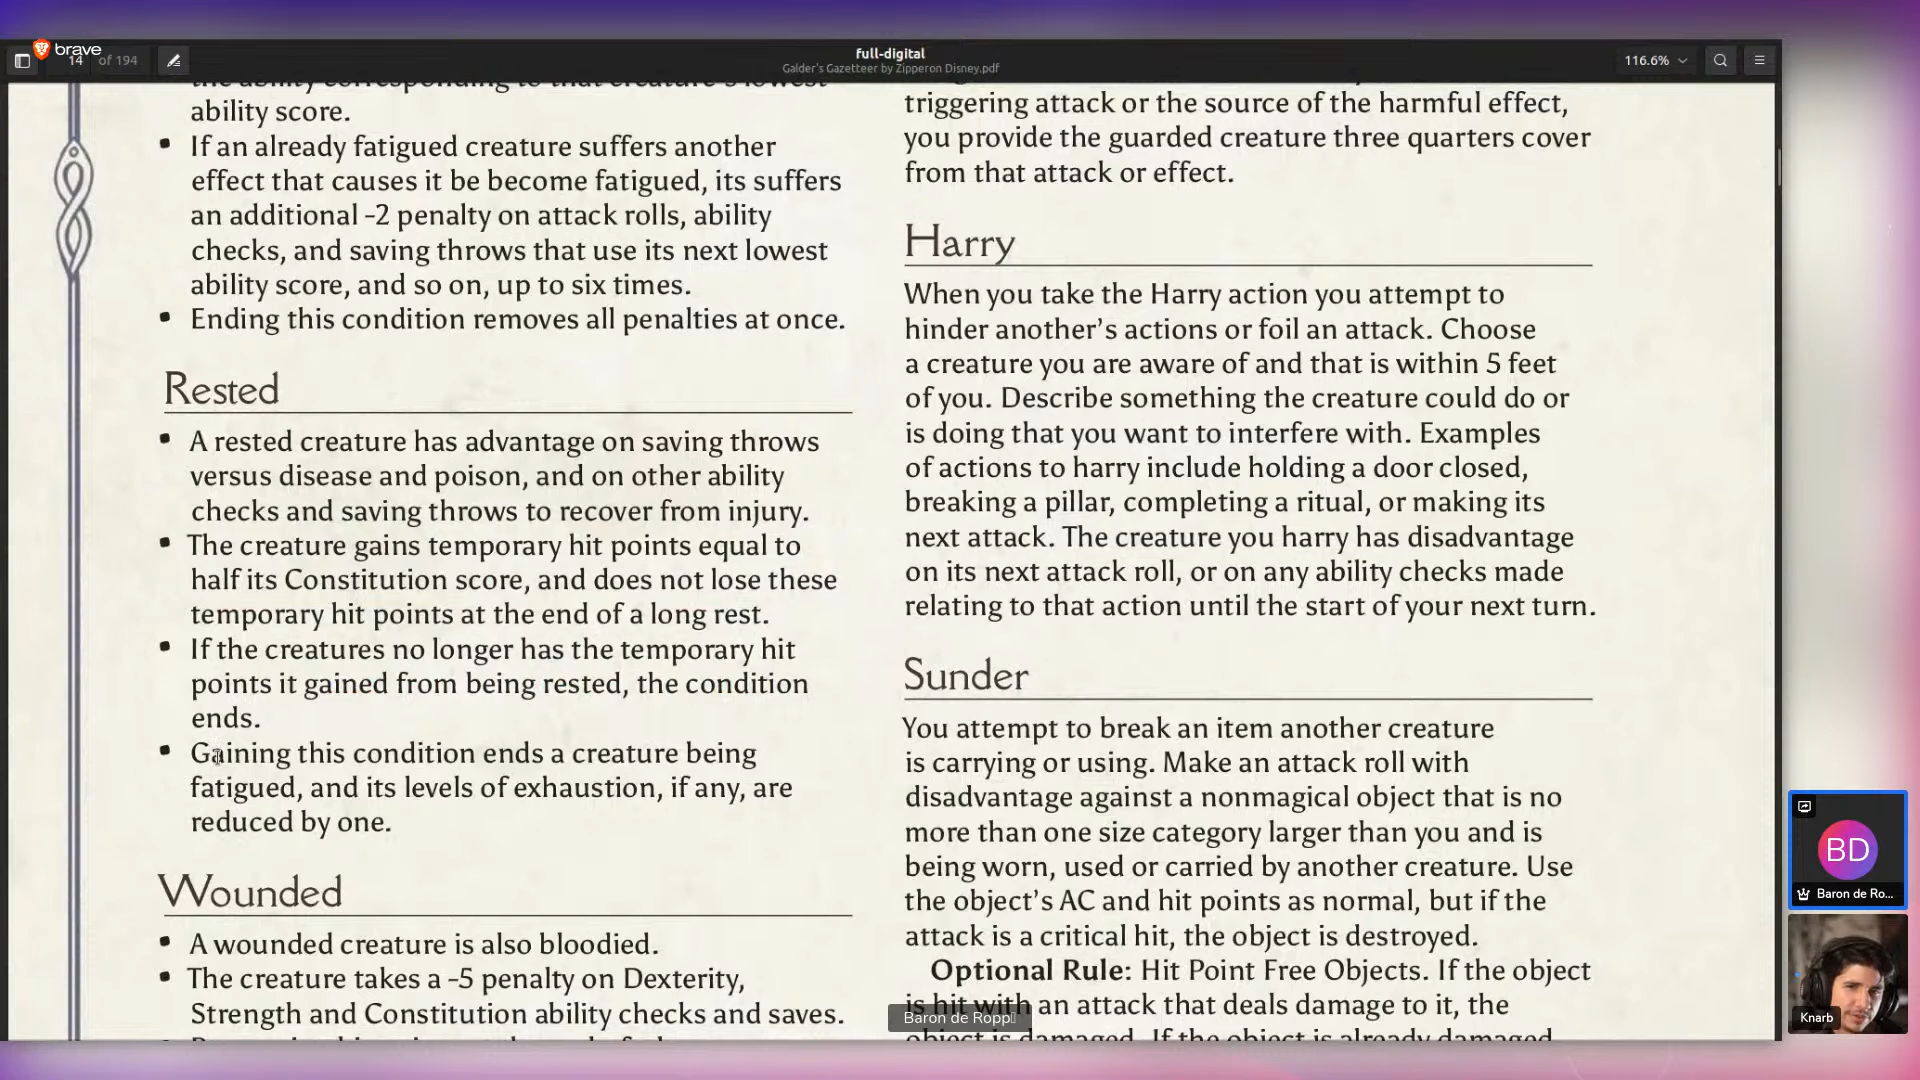 brave
14 of 194
full-digital
Galder's Gazetteer by Zipperon Disney.pdf
116.6%
ability score.
• If an already fatigued creature suffers another
effect that causes it be become fatigued, its suffers
an additional -2 penalty on attack rolls, ability
checks, and saving throws that use its next lowest
ability score, and so on, up to six times.
• Ending this condition removes all penalties at once.
Rested
• A rested creature has advantage on saving throws
versus disease and poison, and on other ability
checks and saving throws to recover from injury.
• The creature gains temporary hit points equal to
half its Constitution score, and does not lose these
temporary hit points at the end of a long rest.
• If the creatures no longer has the temporary hit
points it gained from being rested, the condition
ends.
• Gaining this condition ends a creature being
fatigued, and its levels of exhaustion, if any, are
reduced by one.
Wounded
• A wounded creature is also bloodied.
• The creature takes a -5 penalty on Dexterity,
Strength and Constitution ability checks and saves.
triggering attack or the source of the harmful effect,
you provide the guarded creature three quarters cover
from that attack or effect.
Harry
When you take the Harry action you attempt to
hinder another's actions or foil an attack. Choose
a creature you are aware of and that is within 5 feet
of you. Describe something the creature could do or
is doing that you want to interfere with. Examples
of actions to harry include holding a door closed,
breaking a pillar, completing a ritual, or making its
next attack. The creature you harry has disadvantage
on its next attack roll, or on any ability checks made
relating to that action until the start of your next turn.
Sunder
You attempt to break an item another creature
is carrying or using. Make an attack roll with
disadvantage against a nonmagical object that is no
more than one size category larger than you and is
being worn, used or carried by another creature. Use
the object's AC and hit points as normal, but if the
attack is a critical hit, the object is destroyed.
Optional Rule: Hit Point Free Objects. If the object
is hit with an attack that deals damage to it, the
object is damaged. If the object is already damaged
Baron de Ropp
BD
Baron de Ro...
Knarb